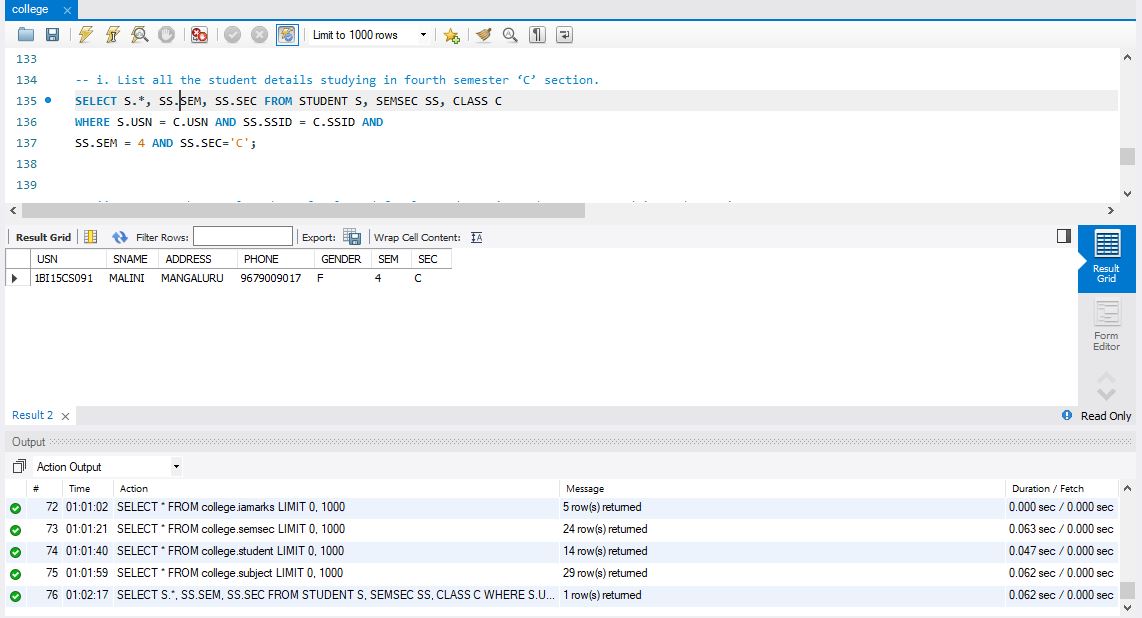 college
Limit to 1000 rows
133
134 -- i. List all the student details studying in fourth semester ‘C’ section.
135 SELECT S.*, SS.SEM, SS.SEC FROM STUDENT S, SEMSEC SS, CLASS C
136 WHERE S.USN = C.USN AND SS.SSID = C.SSID AND
137 SS.SEM = 4 AND SS.SEC='C';
138
139
Result Grid Filter Rows: Export: Wrap Cell Content:
USN SNAME ADDRESS PHONE GENDER SEM SEC
1BI15CS091 MALINI MANGALURU 9679009017 F 4 C
Result
Grid
Form
Editor
Result 2
Read Only
Output
Action Output
# Time Action Message Duration / Fetch
72 01:01:02 SELECT * FROM college.iamarks LIMIT 0, 1000 5 row(s) returned 0.000 sec / 0.000 sec
73 01:01:21 SELECT * FROM college.semsec LIMIT 0, 1000 24 row(s) returned 0.063 sec / 0.000 sec
74 01:01:40 SELECT * FROM college.student LIMIT 0, 1000 14 row(s) returned 0.047 sec / 0.000 sec
75 01:01:59 SELECT * FROM college.subject LIMIT 0, 1000 29 row(s) returned 0.062 sec / 0.000 sec
76 01:02:17 SELECT S.*, SS.SEM, SS.SEC FROM STUDENT S, SEMSEC SS, CLASS C WHERE S.U... 1 row(s) returned 0.062 sec / 0.000 sec